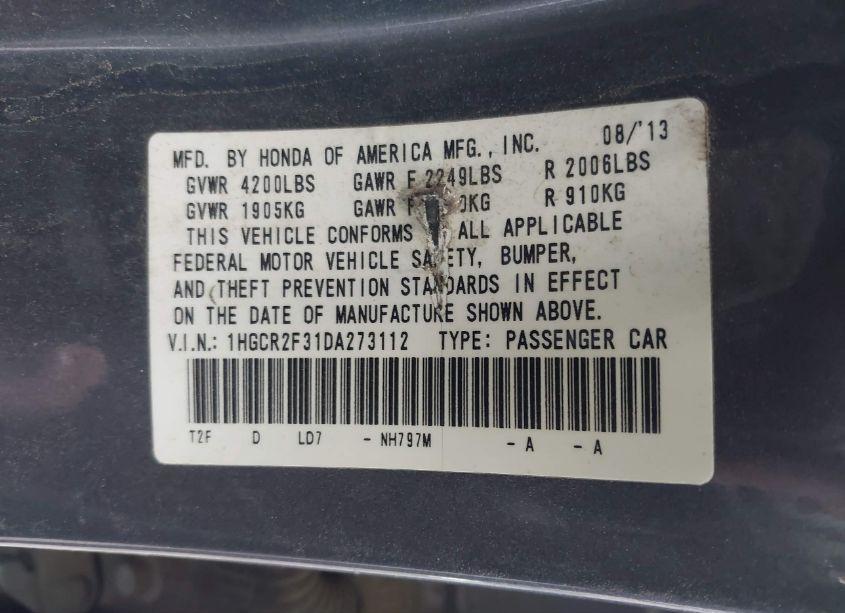 MFD. BY HONDA OF AMERICA MFG., INC. 08/'13
GVWR 4200LBS GAWR F 2249LBS R 2006LBS
GVWR 1905KG GAWR R 910KG
THIS VEHICLE CONFORMS ALL APPLICABLE
FEDERAL MOTOR VEHICLE SAFETY, BUMPER,
AND THEFT PREVENTION STANDARDS IN EFFECT
ON THE DATE OF MANUFACTURE SHOWN ABOVE.
V.I.N.: 1HGCR2F31DA273112 TYPE: PASSENGER CAR
T2F D LD7 - NH797M - A - A